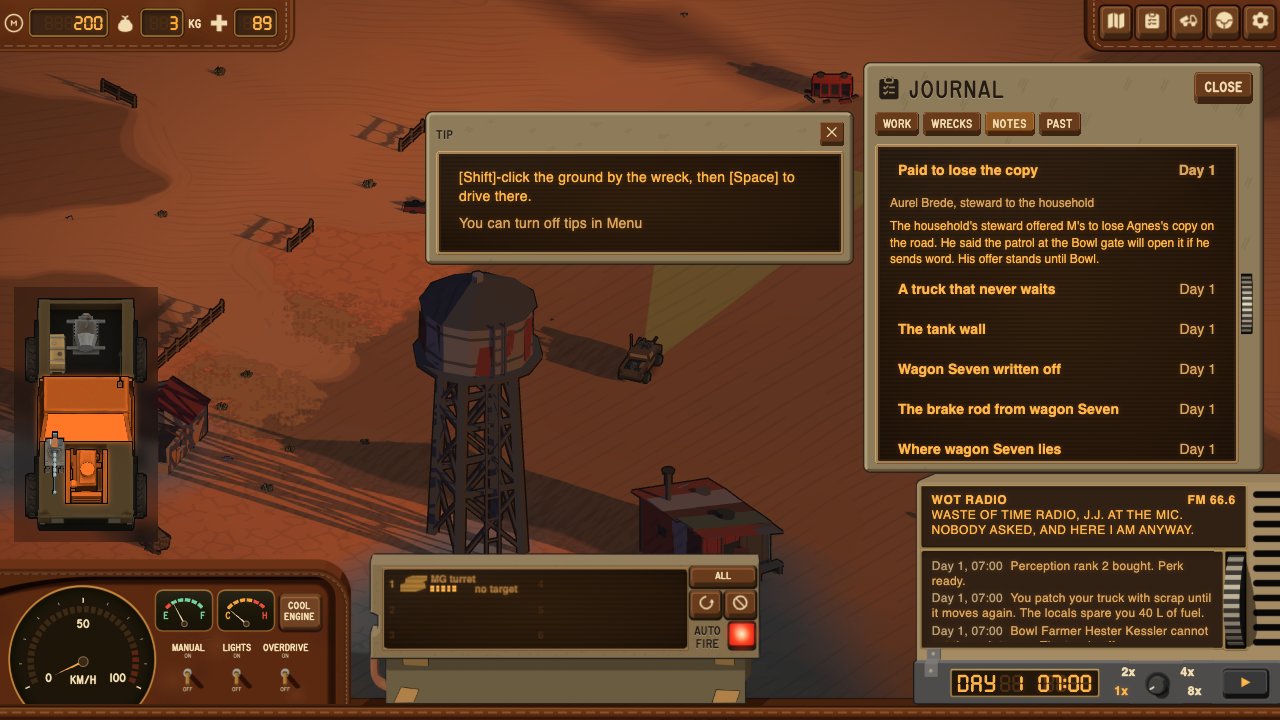 M 200 3 KG 89
JOURNAL
CLOSE
WORK WRECKS NOTES PAST
Paid to lose the copy Day 1
Aurel Brede, steward to the household
The household's steward offered M's to lose Agnes's copy on
the road. He said the patrol at the Bowl gate will open it if he
sends word. His offer stands until Bowl.
A truck that never waits Day 1
The tank wall Day 1
Wagon Seven written off Day 1
The brake rod from wagon Seven Day 1
Where wagon Seven lies Day 1
TIP
[Shift]-click the ground by the wreck, then [Space] to
drive there.
You can turn off tips in Menu
WOT RADIO FM 66.6
WASTE OF TIME RADIO, J.J. AT THE MIC.
NOBODY ASKED, AND HERE I AM ANYWAY.
Day 1, 07:00 Perception rank 2 bought. Perk
ready.
Day 1, 07:00 You patch your truck with scrap until
it moves again. The locals spare you 40 L of fuel.
Day 1, 07:00 Bowl Farmer Hester Kessler cannot
DAY 1 07:00
2x 4x
1x 8x
1 MG turret
no target
4
2 5
3 6
ALL
AUTO
FIRE
0 50 100
1
KM/H
E F
C H
COOL
ENGINE
MANUAL LIGHTS OVERDRIVE
ON ON ON
OFF OFF OFF